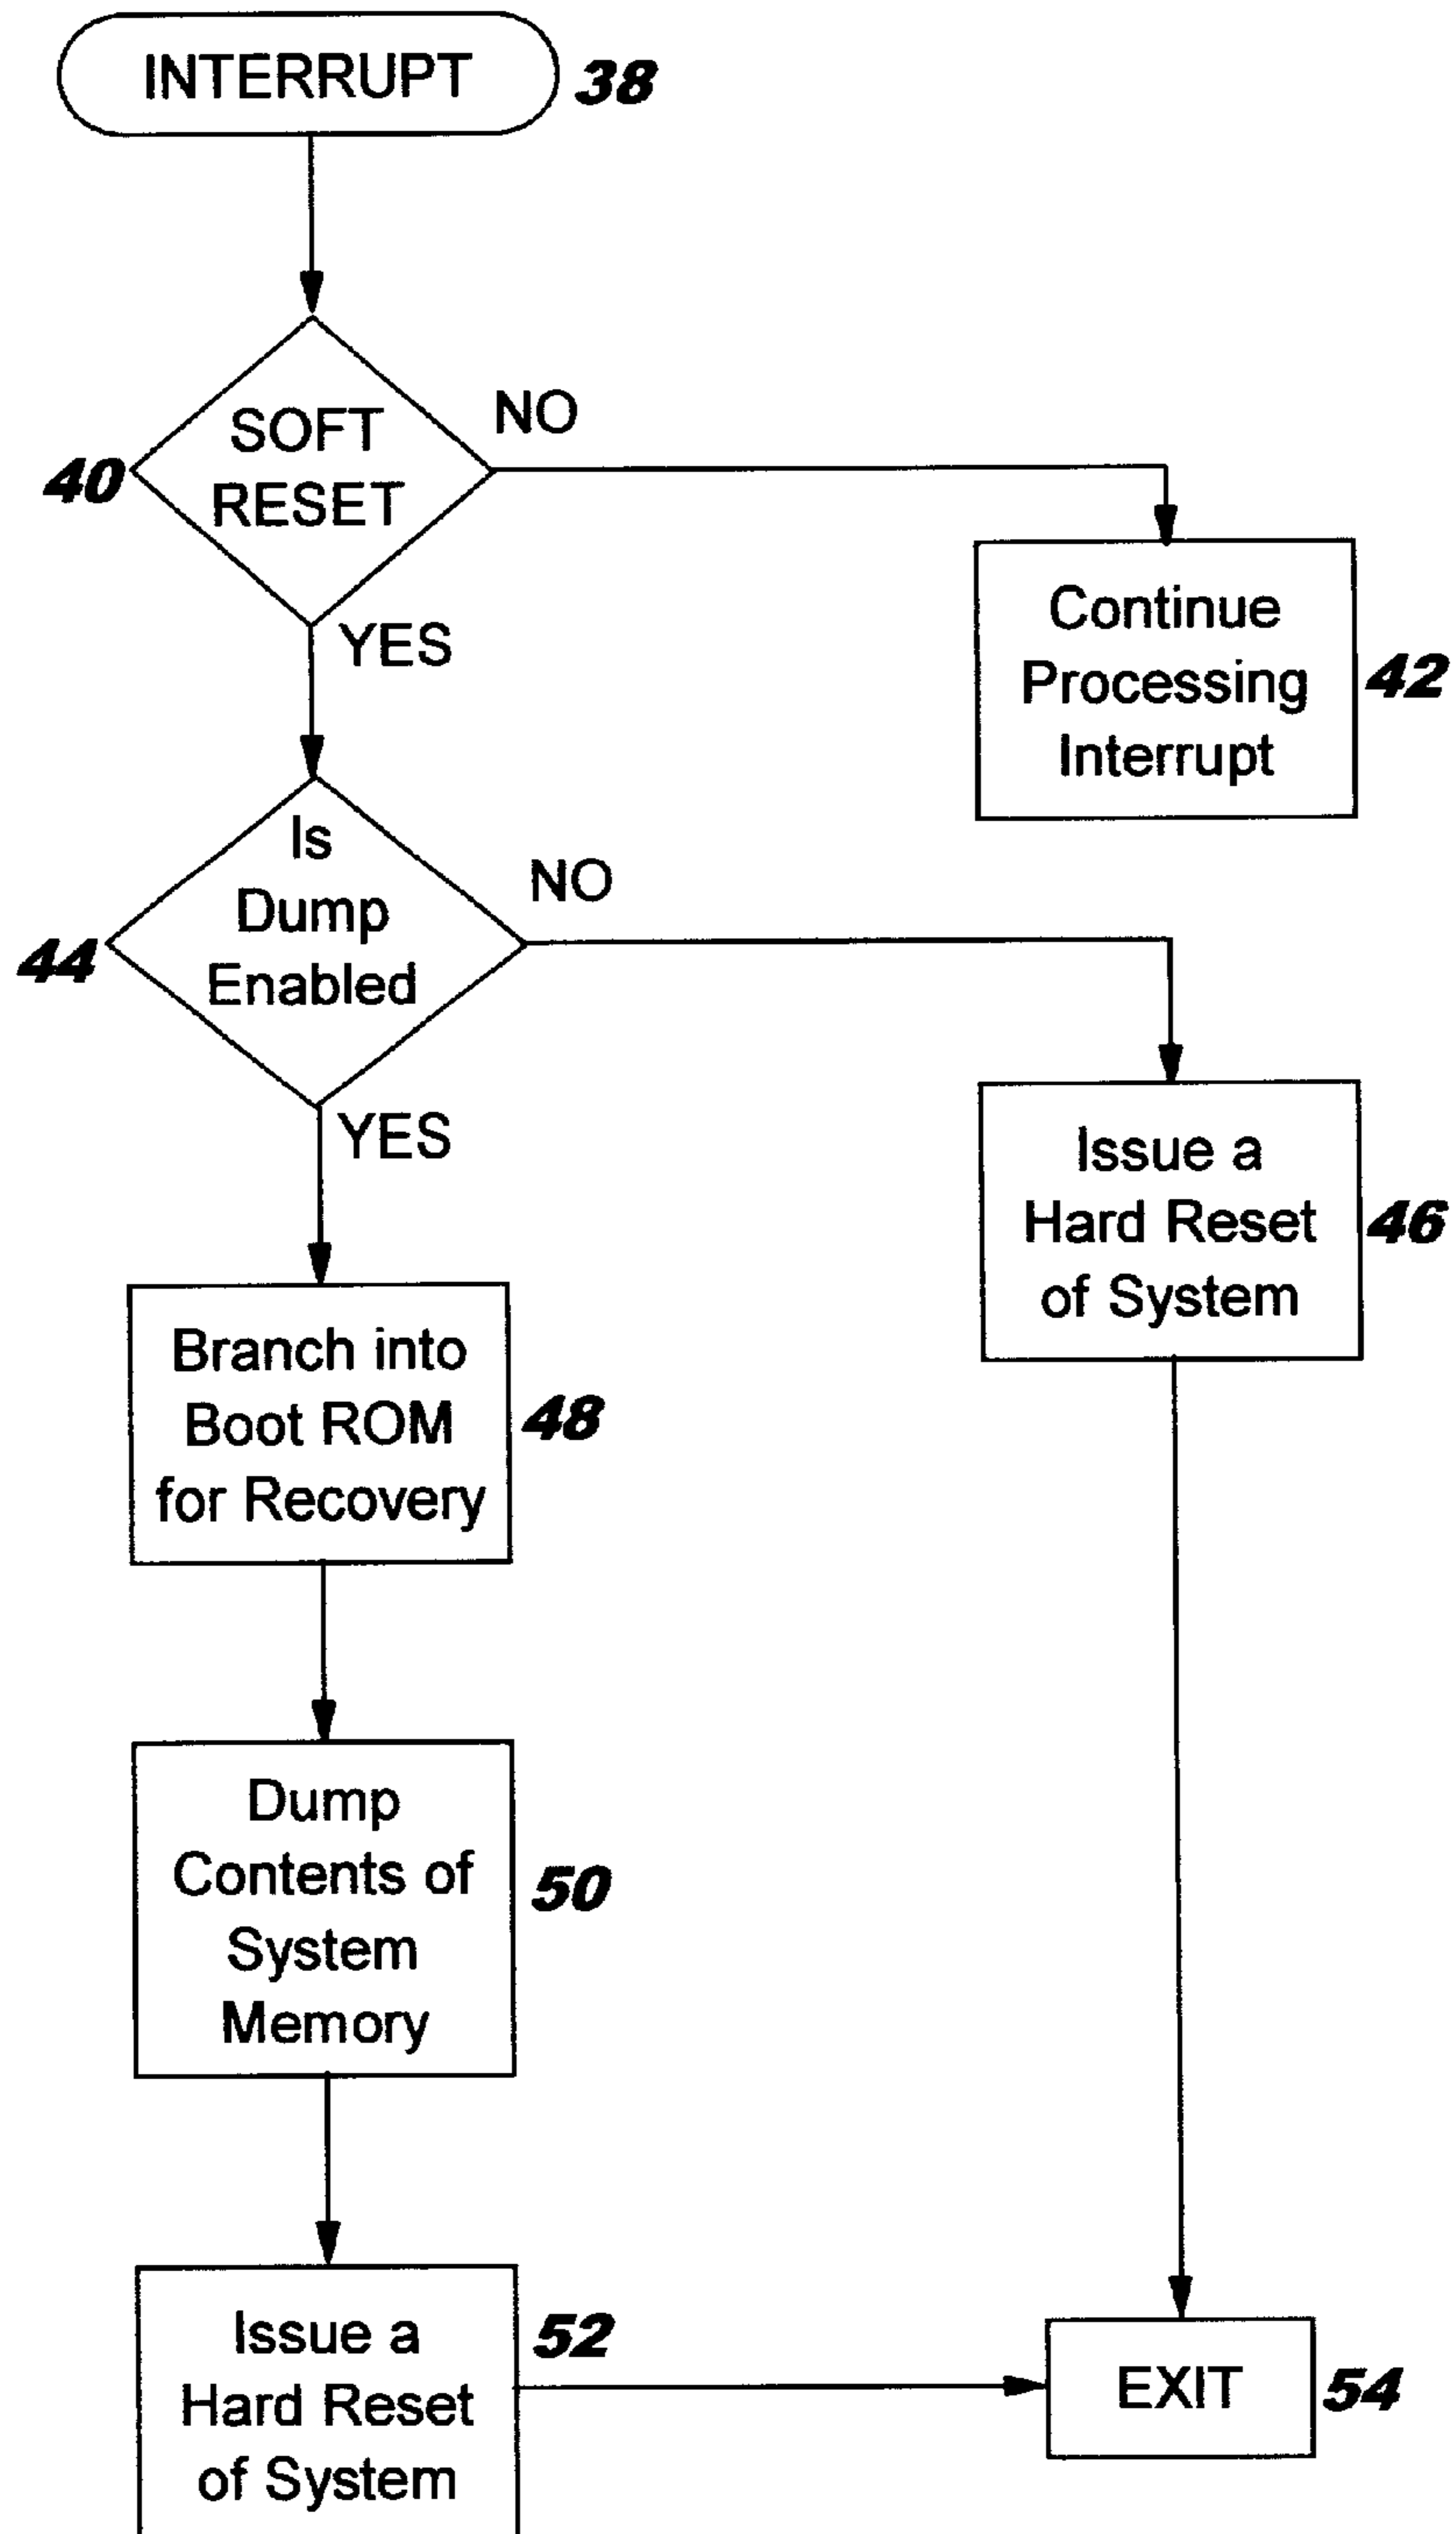 INTERRUPT 38
SOFT
RESET
40
NO
YES
Continue
Processing
Interrupt
42
Is
Dump
Enabled
44
NO
YES
Issue a
Hard Reset
of System
46
Branch into
Boot ROM
for Recovery
48
Dump
Contents of
System
Memory
50
Issue a
Hard Reset
of System
52
EXIT 54